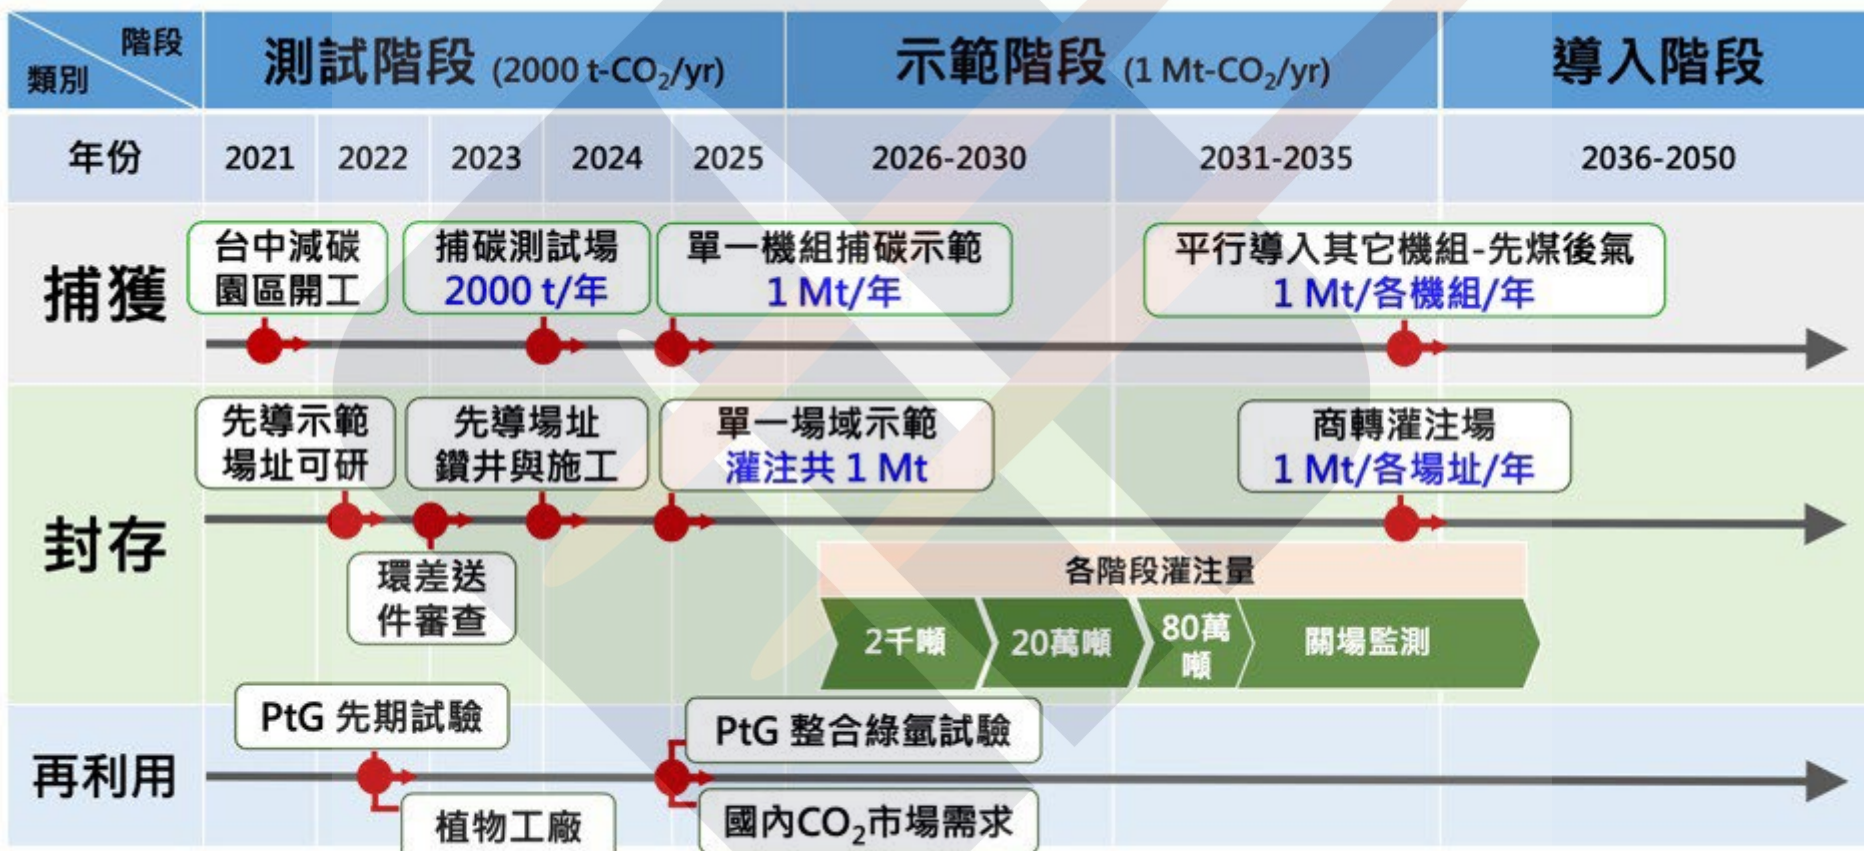 階段
類別
測試階段 (2000 t-CO₂/yr)
示範階段 (1 Mt-CO₂/yr)
導入階段
年份
2021
2022
2023
2024
2025
2026-2030
2031-2035
2036-2050
捕獲
台中減碳
園區開工
捕碳測試場
2000 t/年
單一機組捕碳示範
1 Mt/年
平行導入其它機組-先煤後氣
1 Mt/各機組/年
封存
先導示範
場址可研
先導場址
鑽井與施工
單一場域示範
灌注共 1 Mt
商轉灌注場
1 Mt/各場址/年
環差送
件審查
各階段灌注量
2千噸
20萬噸
80萬
噸
關場監測
再利用
PtG 先期試驗
植物工廠
PtG 整合綠氫試驗
國內CO₂市場需求